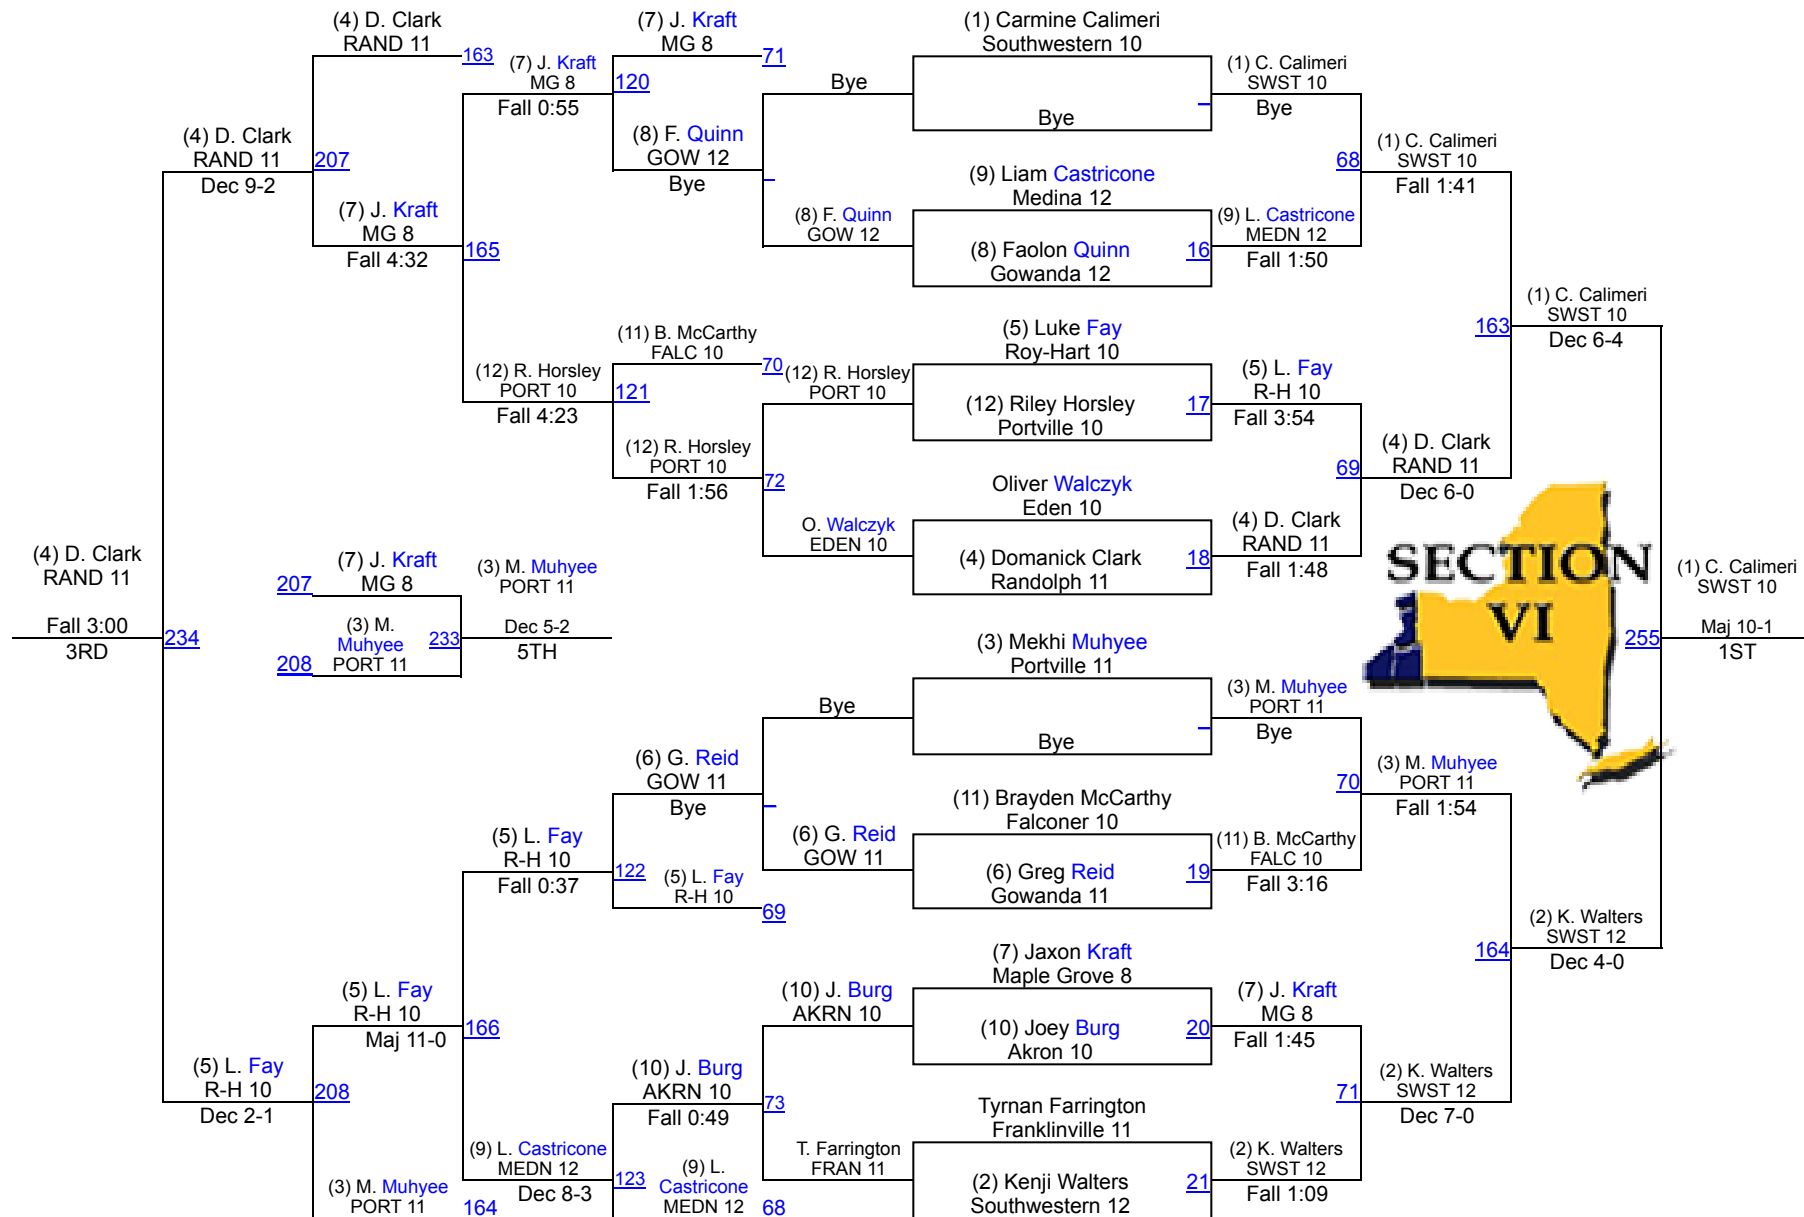 (4) D. Clark
RAND 11
163
(7) J. Kraft
MG 8
Fall 0:55
(7) J. Kraft
MG 8
71
120
(8) F. Quinn
GOW 12
Bye
(4) D. Clark
RAND 11
Dec 9-2
207
(7) J. Kraft
MG 8
Fall 4:32
165
Bye
(8) F. Quinn
GOW 12
(11) B. McCarthy
FALC 10
70
(12) R. Horsley
PORT 10
Fall 4:23
121
(12) R. Horsley
PORT 10
(12) R. Horsley
PORT 10
Fall 1:56
72
O. Walczyk
EDEN 10
(1) Carmine Calimeri
Southwestern 10
Bye
(1) C. Calimeri
SWST 10
Bye
(9) Liam Castricone
Medina 12
(8) Faolon Quinn
Gowanda 12
16
(9) L. Castricone
MEDN 12
Fall 1:50
68
(1) C. Calimeri
SWST 10
Fall 1:41
(5) Luke Fay
Roy-Hart 10
(12) Riley Horsley
Portville 10
17
(5) L. Fay
R-H 10
Fall 3:54
Oliver Walczyk
Eden 10
(4) Domanick Clark
Randolph 11
18
(4) D. Clark
RAND 11
Fall 1:48
69
(4) D. Clark
RAND 11
Dec 6-0
163
(1) C. Calimeri
SWST 10
Dec 6-4
SECTION
VI
(4) D. Clark
RAND 11
Fall 3:00
3RD
234
207
(7) J. Kraft
MG 8
208
(3) M.
Muhyee
PORT 11
233
(3) M. Muhyee
PORT 11
Dec 5-2
5TH
(1) C. Calimeri
SWST 10
255
Maj 10-1
1ST
(3) Mekhi Muhyee
Portville 11
Bye
(3) M. Muhyee
PORT 11
Bye
(11) Brayden McCarthy
Falconer 10
(6) Greg Reid
Gowanda 11
19
(11) B. McCarthy
FALC 10
Fall 3:16
70
(3) M. Muhyee
PORT 11
Fall 1:54
Bye
(6) G. Reid
GOW 11
Bye
(6) G. Reid
GOW 11
(5) L. Fay
R-H 10
Fall 0:37
122
(5) L. Fay
R-H 10
69
(7) Jaxon Kraft
Maple Grove 8
(10) Joey Burg
Akron 10
20
(7) J. Kraft
MG 8
Fall 1:45
Tyrnan Farrington
Franklinville 11
(2) Kenji Walters
Southwestern 12
21
(2) K. Walters
SWST 12
Fall 1:09
71
(2) K. Walters
SWST 12
Dec 7-0
164
(2) K. Walters
SWST 12
Dec 4-0
(5) L. Fay
R-H 10
Maj 11-0
166
(10) J. Burg
AKRN 10
(10) J. Burg
AKRN 10
Fall 0:49
73
T. Farrington
FRAN 11
(5) L. Fay
R-H 10
Dec 2-1
208
(9) L. Castricone
MEDN 12
Dec 8-3
123
(9) L.
Castricone
MEDN 12
68
(3) M. Muhyee
PORT 11
164